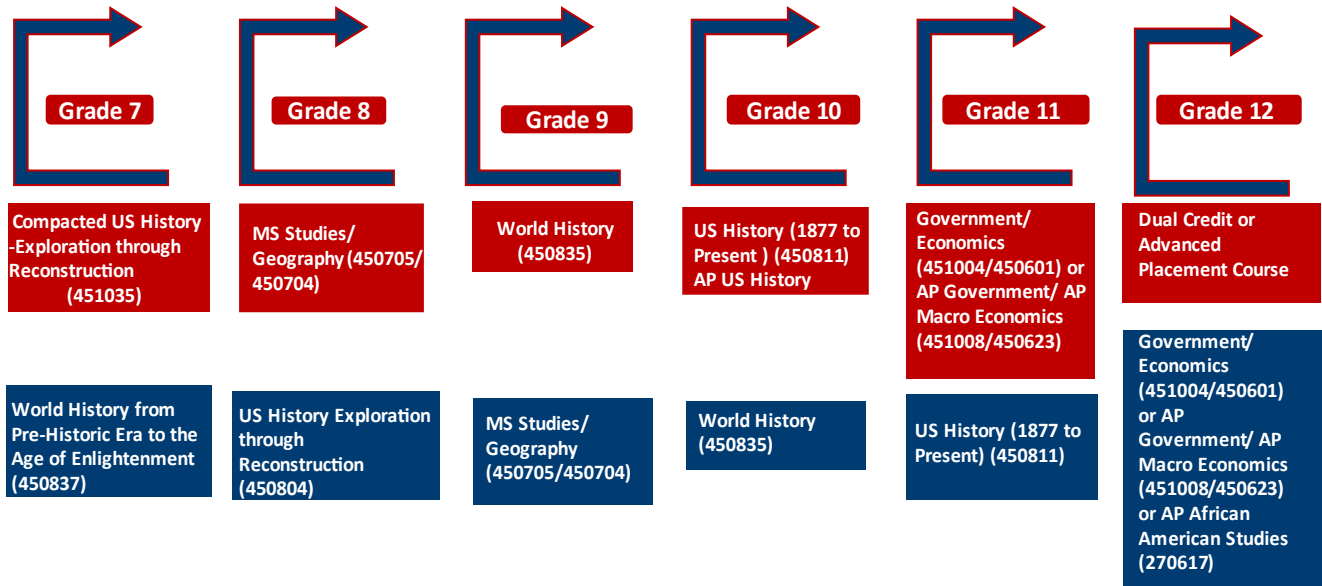 Grade 7
Grade 8
Grade 9
Grade 10
Grade 11
Grade 12
Compacted US History
-Exploration through
Reconstruction
(451035)
MS Studies/
Geography (450705/
450704)
World History
(450835)
US History (1877 to
Present ) (450811)
AP US History
Government/
Economics
(451004/450601) or
AP Government/ AP
Macro Economics
(451008/450623)
Dual Credit or
Advanced
Placement Course
World History from
Pre-Historic Era to the
Age of Enlightenment
(450837)
US History Exploration
through
Reconstruction
(450804)
MS Studies/
Geography
(450705/450704)
World History
(450835)
US History (1877 to
Present) (450811)
Government/
Economics
(451004/450601)
or AP
Government/ AP
Macro Economics
(451008/450623)
or AP African
American Studies
(270617)